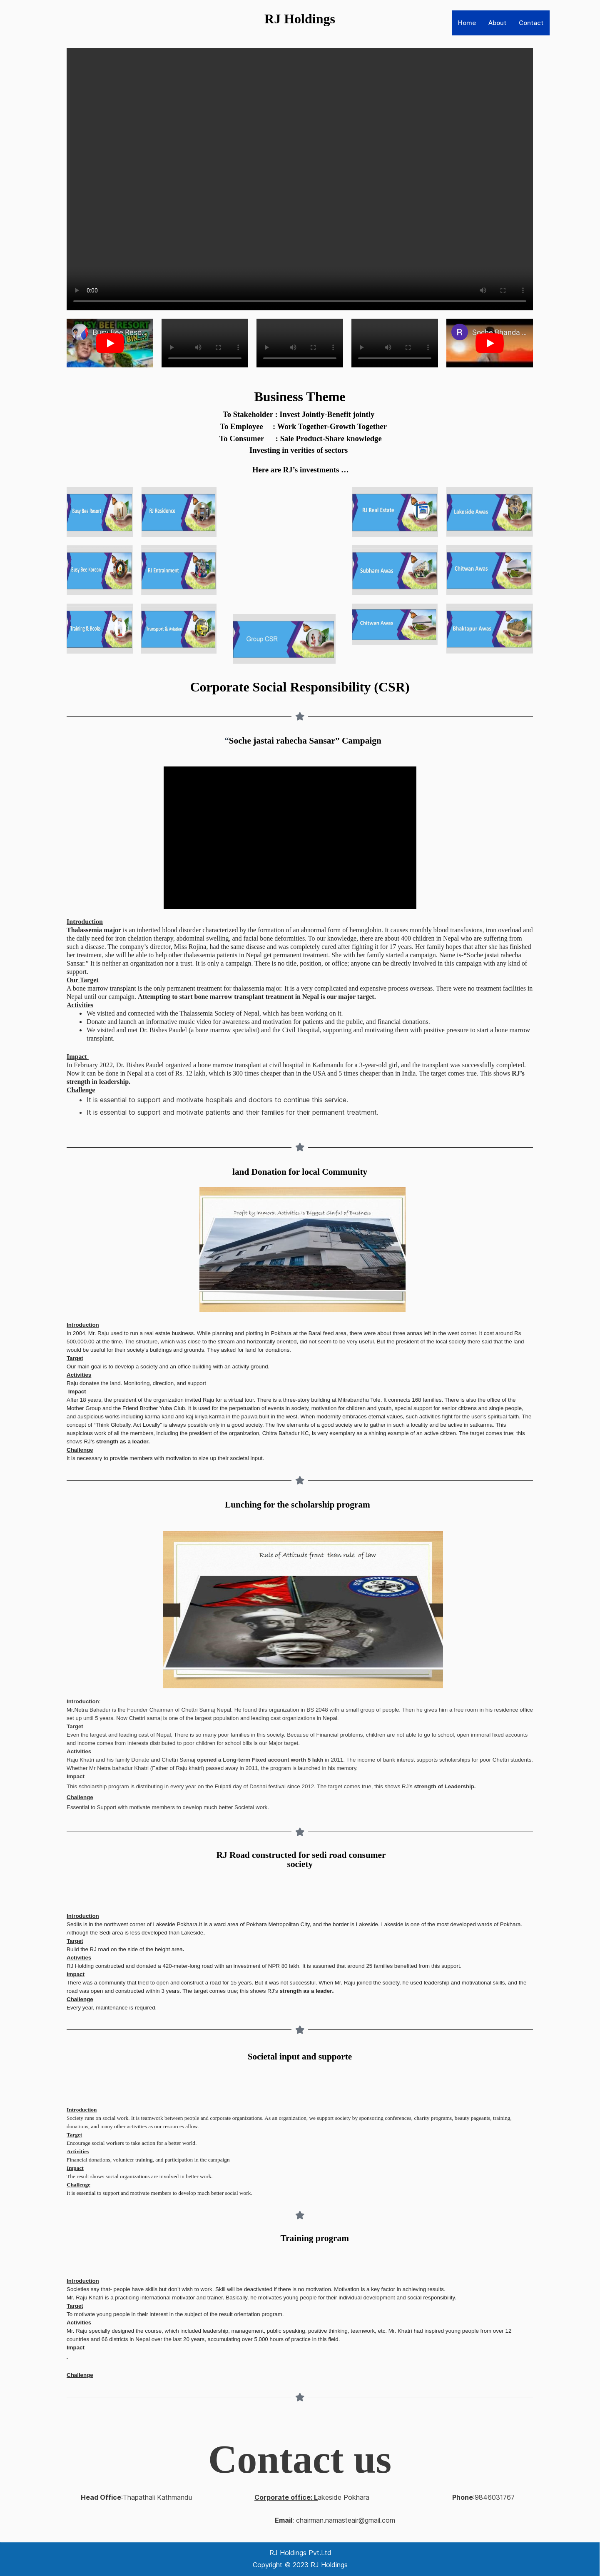 RJ Holdings
Home About Contact
0:00
Busy Bee Reso...
Soche Bhanda ...
Business Theme
To Stakeholder : Invest Jointly-Benefit jointly
To Employee : Work Together-Growth Together
To Consumer : Sale Product-Share knowledge
Investing in verities of sectors
Here are RJ's investments …
Busy Bee Resort
RJ Residence
RJ Real Estate
Lakeside Awas
Busy Bee Korean
RJ Entrainment
Subham Awas
Chitwan Awas
Training & Books
Transport & Aviation
Group CSR
Chitwan Awas
Bhaktapur Awas
Corporate Social Responsibility (CSR)
“Soche jastai rahecha Sansar” Campaign
Introduction
Thalassemia major is an inherited blood disorder characterized by the formation of an abnormal form of hemoglobin. It causes monthly blood transfusions, iron overload and
the daily need for iron chelation therapy, abdominal swelling, and facial bone deformities. To our knowledge, there are about 400 children in Nepal who are suffering from
such a disease. The company's director, Miss Rojina, had the same disease and was completely cured after fighting it for 17 years. Her family hopes that after she has finished
her treatment, she will be able to help other thalassemia patients in Nepal get permanent treatment. She with her family started a campaign. Name is-“Soche jastai rahecha
Sansar.” It is neither an organization nor a trust. It is only a campaign. There is no title, position, or office; anyone can be directly involved in this campaign with any kind of
support.
Our Target
A bone marrow transplant is the only permanent treatment for thalassemia major. It is a very complicated and expensive process overseas. There were no treatment facilities in
Nepal until our campaign. Attempting to start bone marrow transplant treatment in Nepal is our major target.
Activities
• We visited and connected with the Thalassemia Society of Nepal, which has been working on it.
• Donate and launch an informative music video for awareness and motivation for patients and the public, and financial donations.
• We visited and met Dr. Bishes Paudel (a bone marrow specialist) and the Civil Hospital, supporting and motivating them with positive pressure to start a bone marrow
transplant.
Impact
In February 2022, Dr. Bishes Paudel organized a bone marrow transplant at civil hospital in Kathmandu for a 3-year-old girl, and the transplant was successfully completed.
Now it can be done in Nepal at a cost of Rs. 12 lakh, which is 300 times cheaper than in the USA and 5 times cheaper than in India. The target comes true. This shows RJ's
strength in leadership.
Challenge
• It is essential to support and motivate hospitals and doctors to continue this service.
• It is essential to support and motivate patients and their families for their permanent treatment.
land Donation for local Community
Profit by Immoral Activities Is Biggest Sinful of Business
Introduction
In 2004, Mr. Raju used to run a real estate business. While planning and plotting in Pokhara at the Baral feed area, there were about three annas left in the west corner. It cost around Rs
500,000.00 at the time. The structure, which was close to the stream and horizontally oriented, did not seem to be very useful. But the president of the local society there said that the land
would be useful for the society's buildings and grounds. They asked for land for donations.
Target
Our main goal is to develop a society and an office building with an activity ground.
Activities
Raju donates the land. Monitoring, direction, and support
Impact
After 18 years, the president of the organization invited Raju for a virtual tour. There is a three-story building at Mitrabandhu Tole. It connects 168 families. There is also the office of the
Mother Group and the Friend Brother Yuba Club. It is used for the perpetuation of events in society, motivation for children and youth, special support for senior citizens and single people,
and auspicious works including karma kand and kaj kiriya karma in the paawa built in the west. When modernity embraces eternal values, such activities fight for the user's spiritual faith. The
concept of “Think Globally, Act Locally” is always possible only in a good society. The five elements of a good society are to gather in such a locality and be active in satkarma. This
auspicious work of all the members, including the president of the organization, Chitra Bahadur KC, is very exemplary as a shining example of an active citizen. The target comes true; this
shows RJ's strength as a leader.
Challenge
It is necessary to provide members with motivation to size up their societal input.
Lunching for the scholarship program
Rule of Attitude front than rule of law
Introduction:
Mr.Netra Bahadur is the Founder Chairman of Chettri Samaj Nepal. He found this organization in BS 2048 with a small group of people. Then he gives him a free room in his residence office
set up until 5 years. Now Chettri samaj is one of the largest population and leading cast organizations in Nepal.
Target
Even the largest and leading cast of Nepal, There is so many poor families in this society. Because of Financial problems, children are not able to go to school, open immoral fixed accounts
and income comes from interests distributed to poor children for school bills is our Major target.
Activities
Raju Khatri and his family Donate and Chettri Samaj opened a Long-term Fixed account worth 5 lakh in 2011. The income of bank interest supports scholarships for poor Chettri students.
Whether Mr Netra bahadur Khatri (Father of Raju khatri) passed away in 2011, the program is launched in his memory.
Impact
This scholarship program is distributing in every year on the Fulpati day of Dashai festival since 2012. The target comes true, this shows RJ's strength of Leadership.
Challenge
Essential to Support with motivate members to develop much better Societal work.
RJ Road constructed for sedi road consumer
society
Introduction
Sediis is in the northwest corner of Lakeside Pokhara.It is a ward area of Pokhara Metropolitan City, and the border is Lakeside. Lakeside is one of the most developed wards of Pokhara.
Although the Sedi area is less developed than Lakeside,
Target
Build the RJ road on the side of the height area.
Activities
RJ Holding constructed and donated a 420-meter-long road with an investment of NPR 80 lakh. It is assumed that around 25 families benefited from this support.
Impact
There was a community that tried to open and construct a road for 15 years. But it was not successful. When Mr. Raju joined the society, he used leadership and motivational skills, and the
road was open and constructed within 3 years. The target comes true; this shows RJ's strength as a leader.
Challenge
Every year, maintenance is required.
Societal input and supporte
Introduction
Society runs on social work. It is teamwork between people and corporate organizations. As an organization, we support society by sponsoring conferences, charity programs, beauty pageants, training,
donations, and many other activities as our resources allow.
Target
Encourage social workers to take action for a better world.
Activities
Financial donations, volunteer training, and participation in the campaign
Impact
The result shows social organizations are involved in better work.
Challenge
It is essential to support and motivate members to develop much better social work.
Training program
Introduction
Societies say that- people have skills but don't wish to work. Skill will be deactivated if there is no motivation. Motivation is a key factor in achieving results.
Mr. Raju Khatri is a practicing international motivator and trainer. Basically, he motivates young people for their individual development and social responsibility.
Target
To motivate young people in their interest in the subject of the result orientation program.
Activities
Mr. Raju specially designed the course, which included leadership, management, public speaking, positive thinking, teamwork, etc. Mr. Khatri had inspired young people from over 12
countries and 66 districts in Nepal over the last 20 years, accumulating over 5,000 hours of practice in this field.
Impact
-
Challenge
Contact us
Head Office:Thapathali Kathmandu
Corporate office: Lakeside Pokhara
Phone:9846031767
Email: chairman.namasteair@gmail.com
RJ Holdings Pvt.Ltd
Copyright © 2023 RJ Holdings